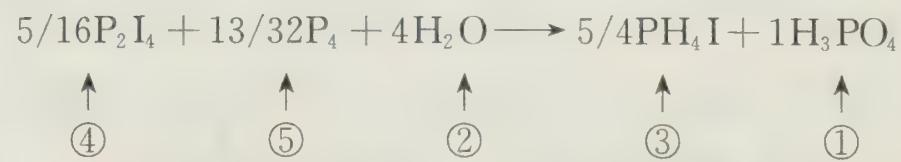 5/16P₂I₄ + 13/32P₄ + 4H₂O ⟶ 5/4PH₄I + 1H₃PO₄
↑ ↑ ↑ ↑ ↑
④ ⑤ ② ③ ①